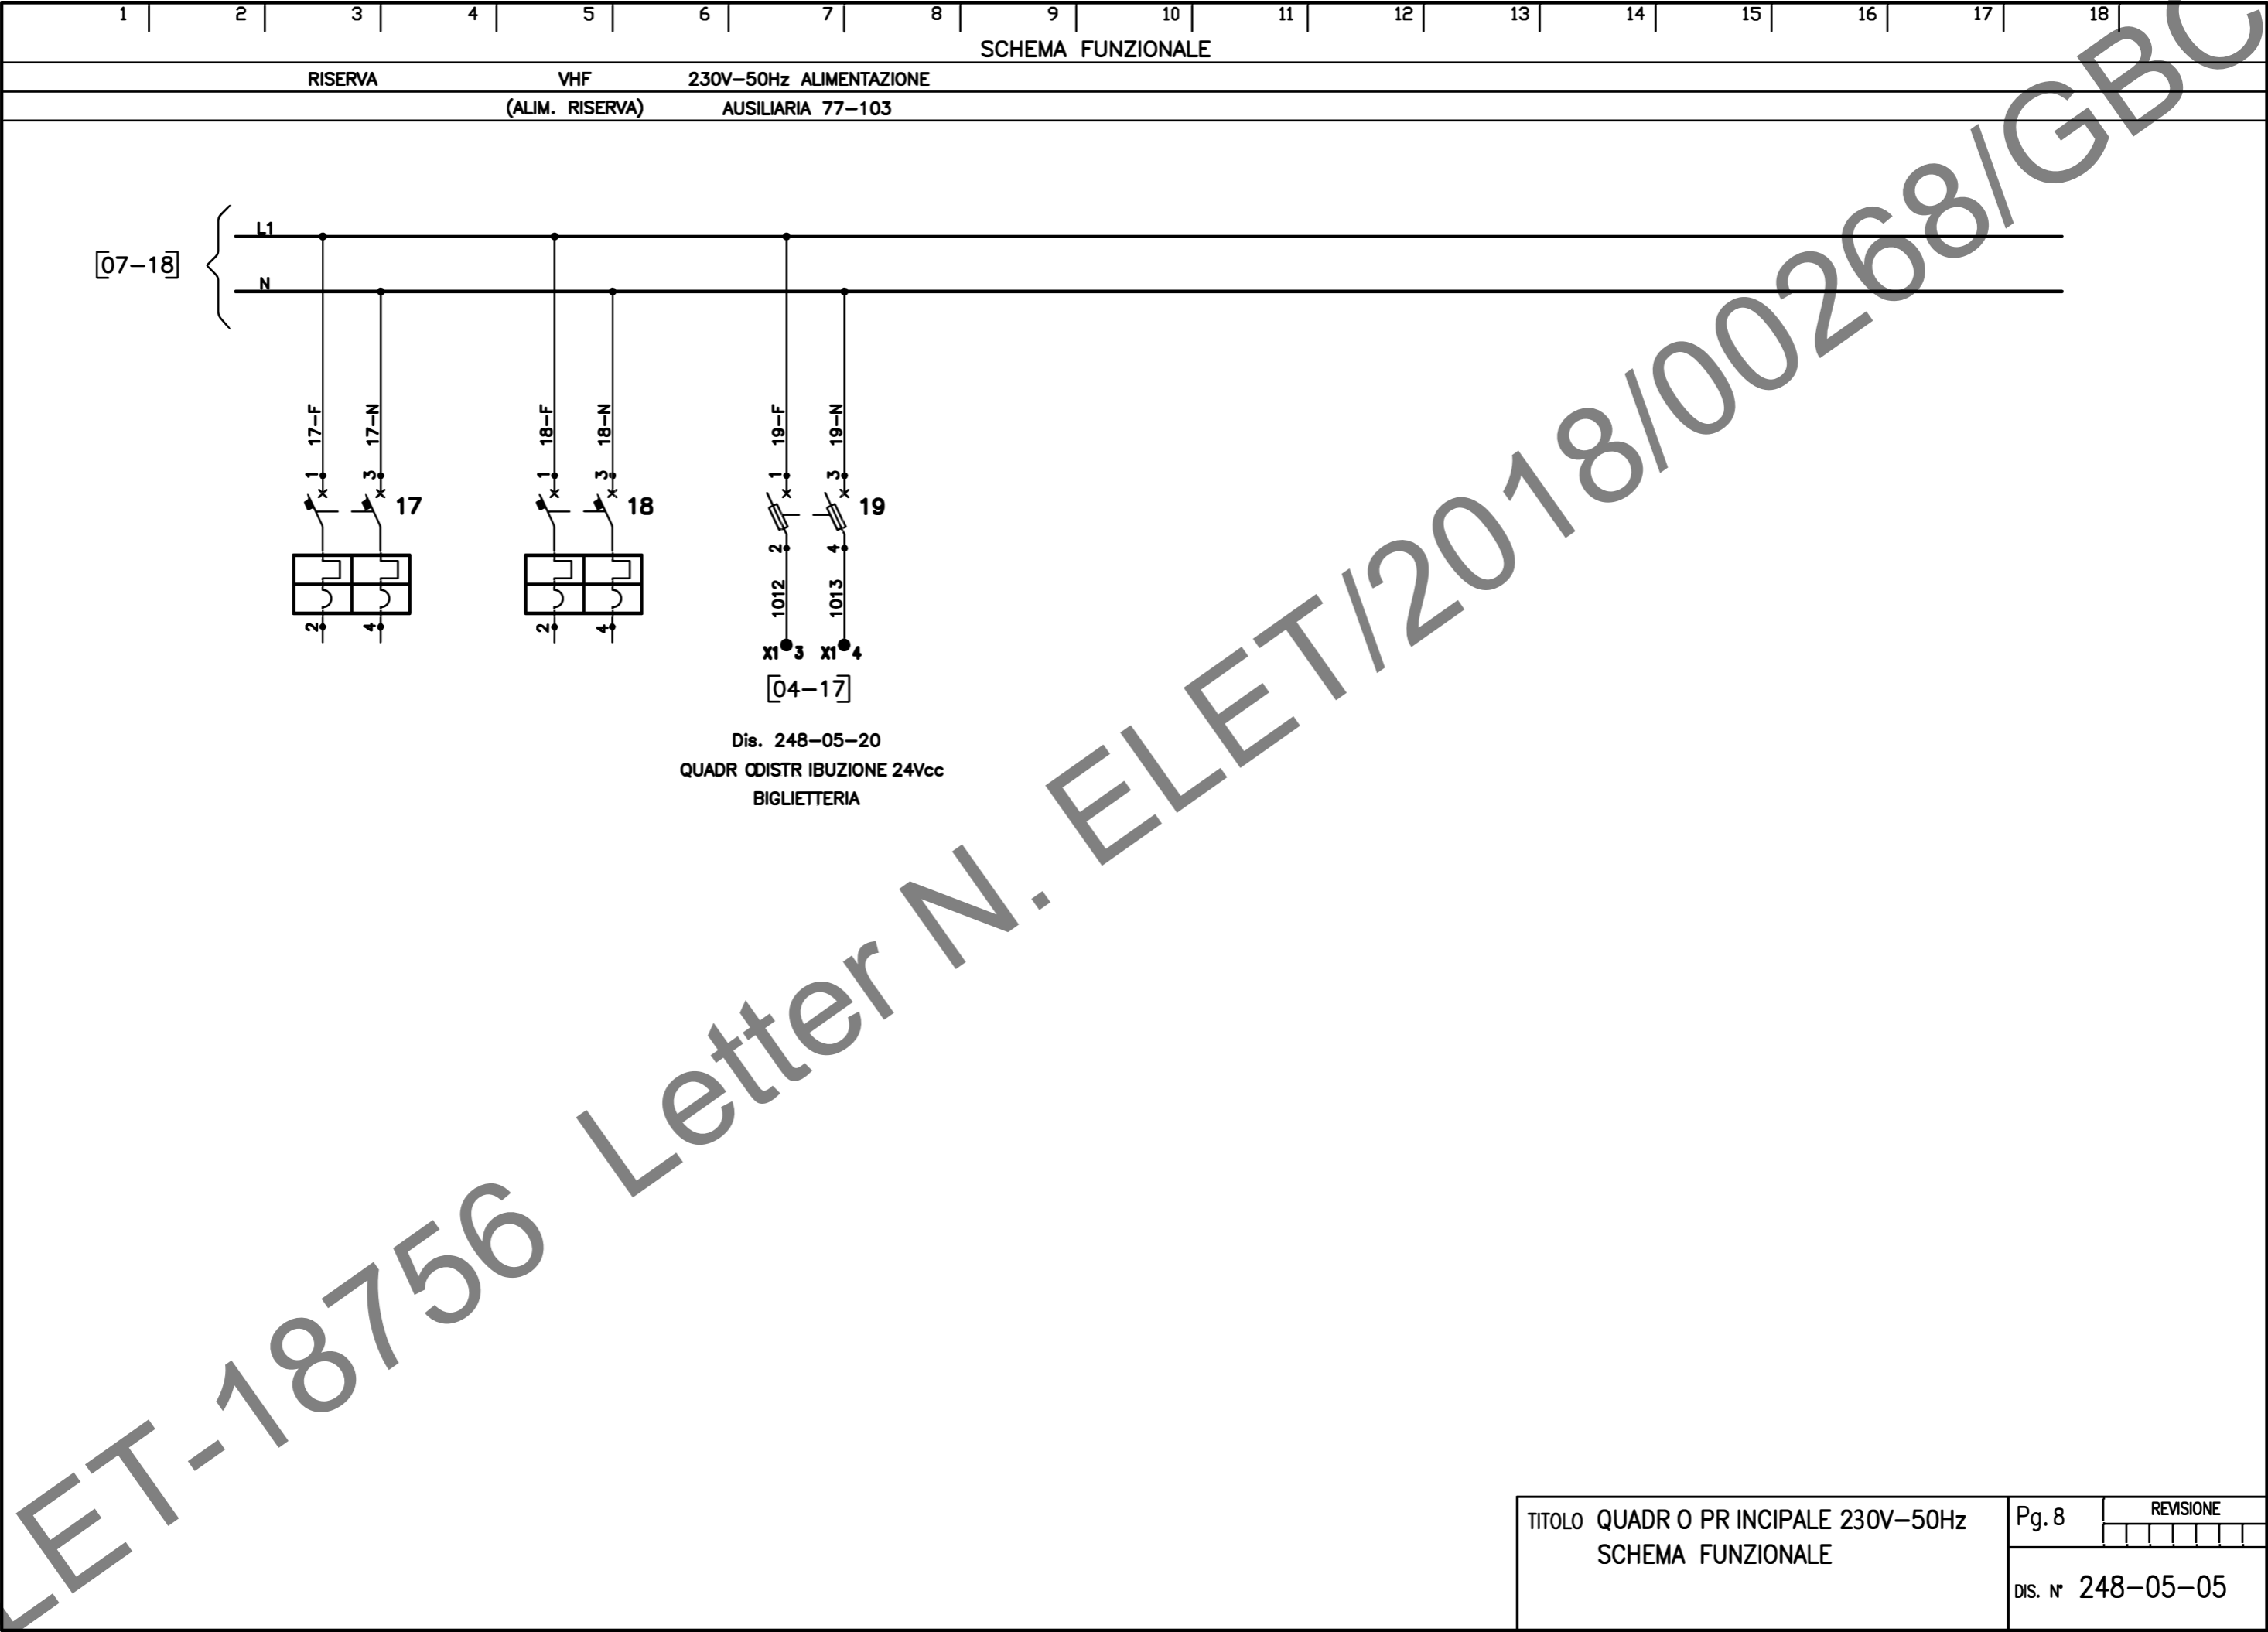 1 2 3 4 5 6 7 8 9 10 11 12 13 14 15 16 17 18
SCHEMA FUNZIONALE
RISERVA VHF 230V-50Hz ALIMENTAZIONE
(ALIM. RISERVA) AUSILIARIA 77-103
L1
[07-18]
N
17-F 17-N 18-F 18-N 19-F 19-N
1 3 1 3 1 3
17 18 19
2 4
1012 1013
2 4 2 4
X1 3 X1 4
[04-17]
Dis. 248-05-20
QUADR ODISTR IBUZIONE 24Vcc
BIGLIETTERIA
LET-18756 Letter N. ELET/2018/00268/GBC
TITOLO QUADR O PR INCIPALE 230V-50Hz
SCHEMA FUNZIONALE
Pg. 8 REVISIONE
DIS. N° 248-05-05